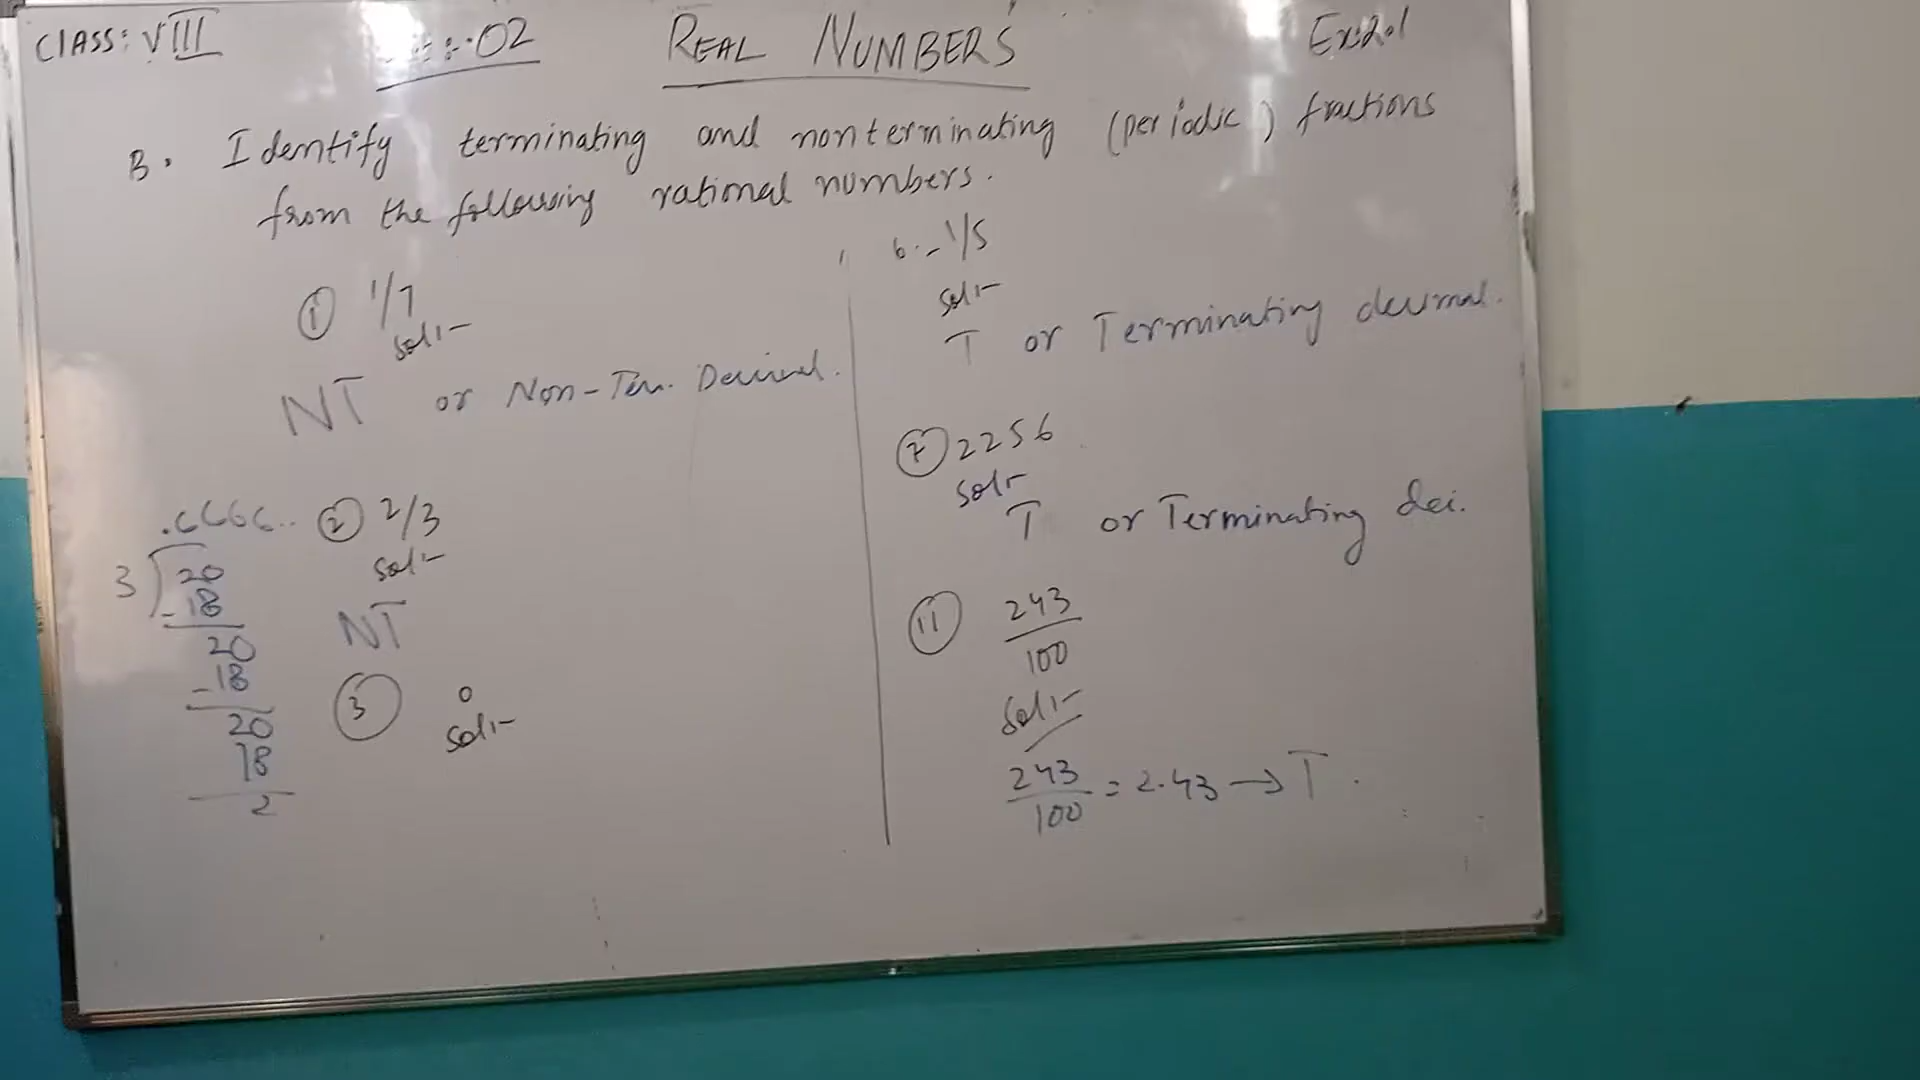 CLASS: VIII
02
REAL NUMBERS
Ex:2.1
B. Identify terminating and nonterminating (periodic) fractions
from the following rational numbers.
① 1/7
Sol:-
NT or Non-Ter. Decimal.
② 2/3
Sol:-
.6666..
3 20
-18
20
-18
20
18
2
NT
③ 0
Sol:-
6. -1/5
Sol:-
T or Terminating decimal.
⑦ 2256
Sol:-
T or Terminating dei.
⑪ 243
100
Sol:-
243
100 = 2.43 → T.